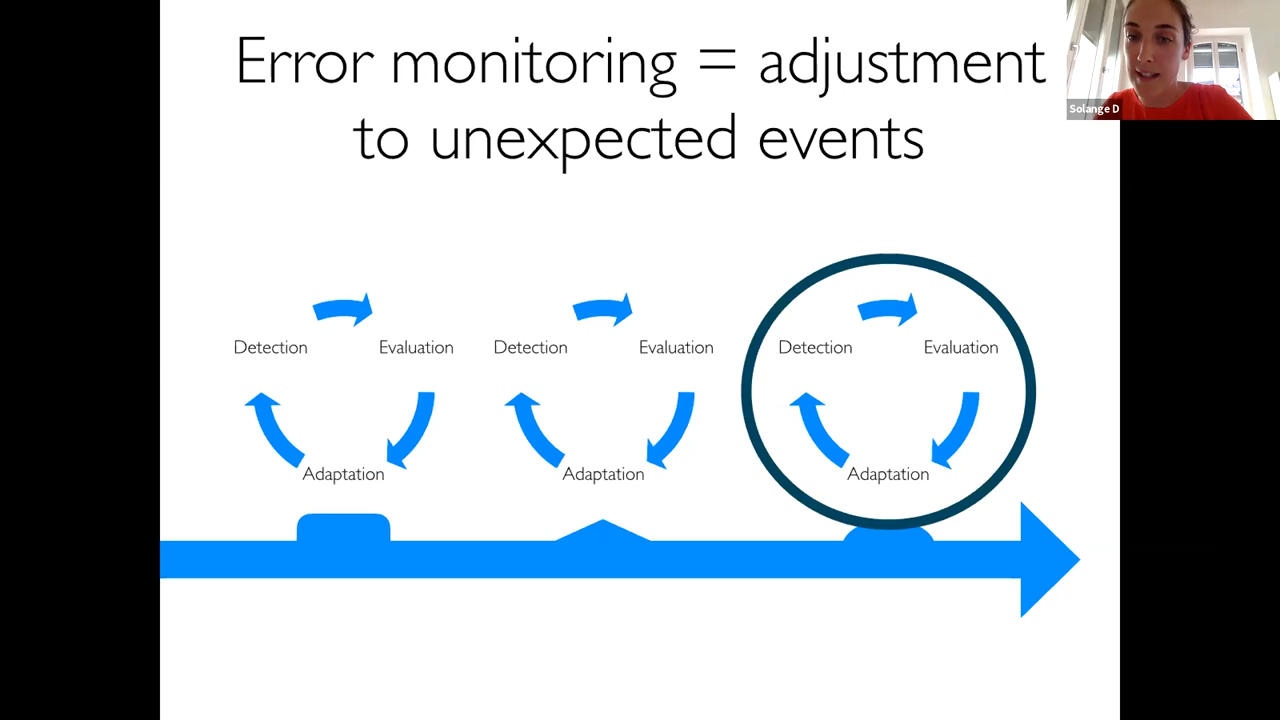 Error monitoring = adjustment
to unexpected events
Solange D
Detection
Evaluation
Detection
Evaluation
Detection
Evaluation
Adaptation
Adaptation
Adaptation